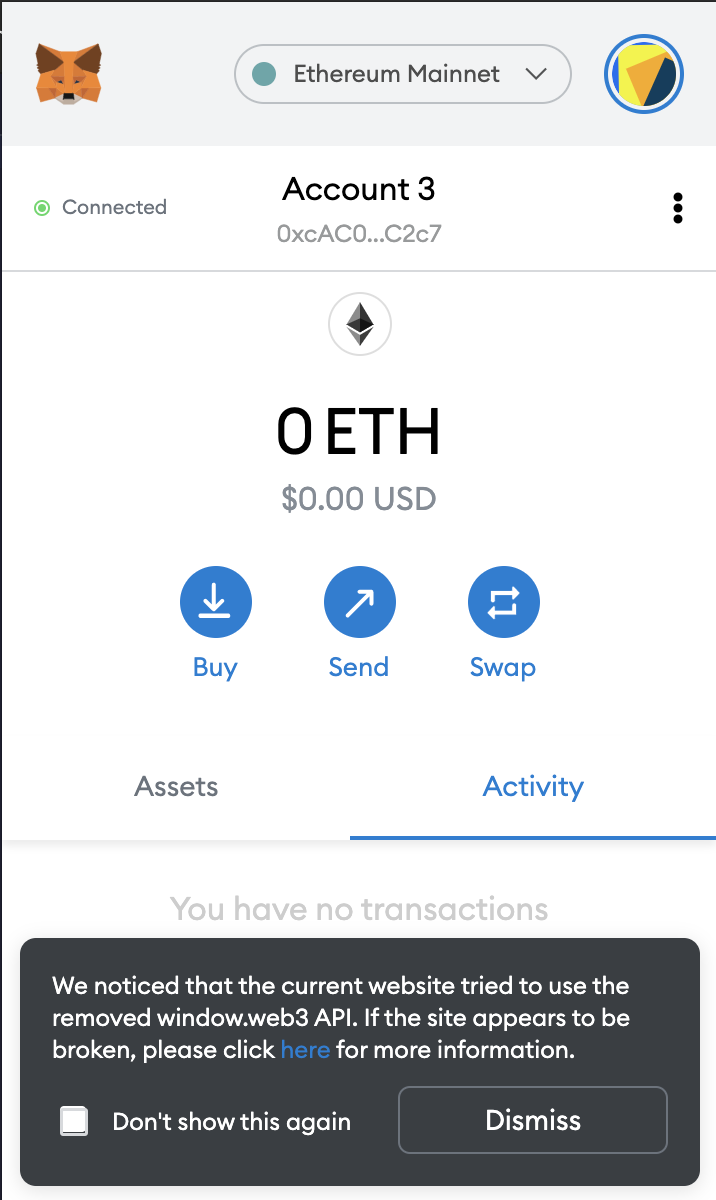 Ethereum Mainnet
Connected
Account 3
0xcAC0...C2c7
0 ETH
$0.00 USD
Buy
Send
Swap
Assets
Activity
You have no transactions
We noticed that the current website tried to use the
removed window.web3 API. If the site appears to be
broken, please click here for more information.
Don't show this again
Dismiss